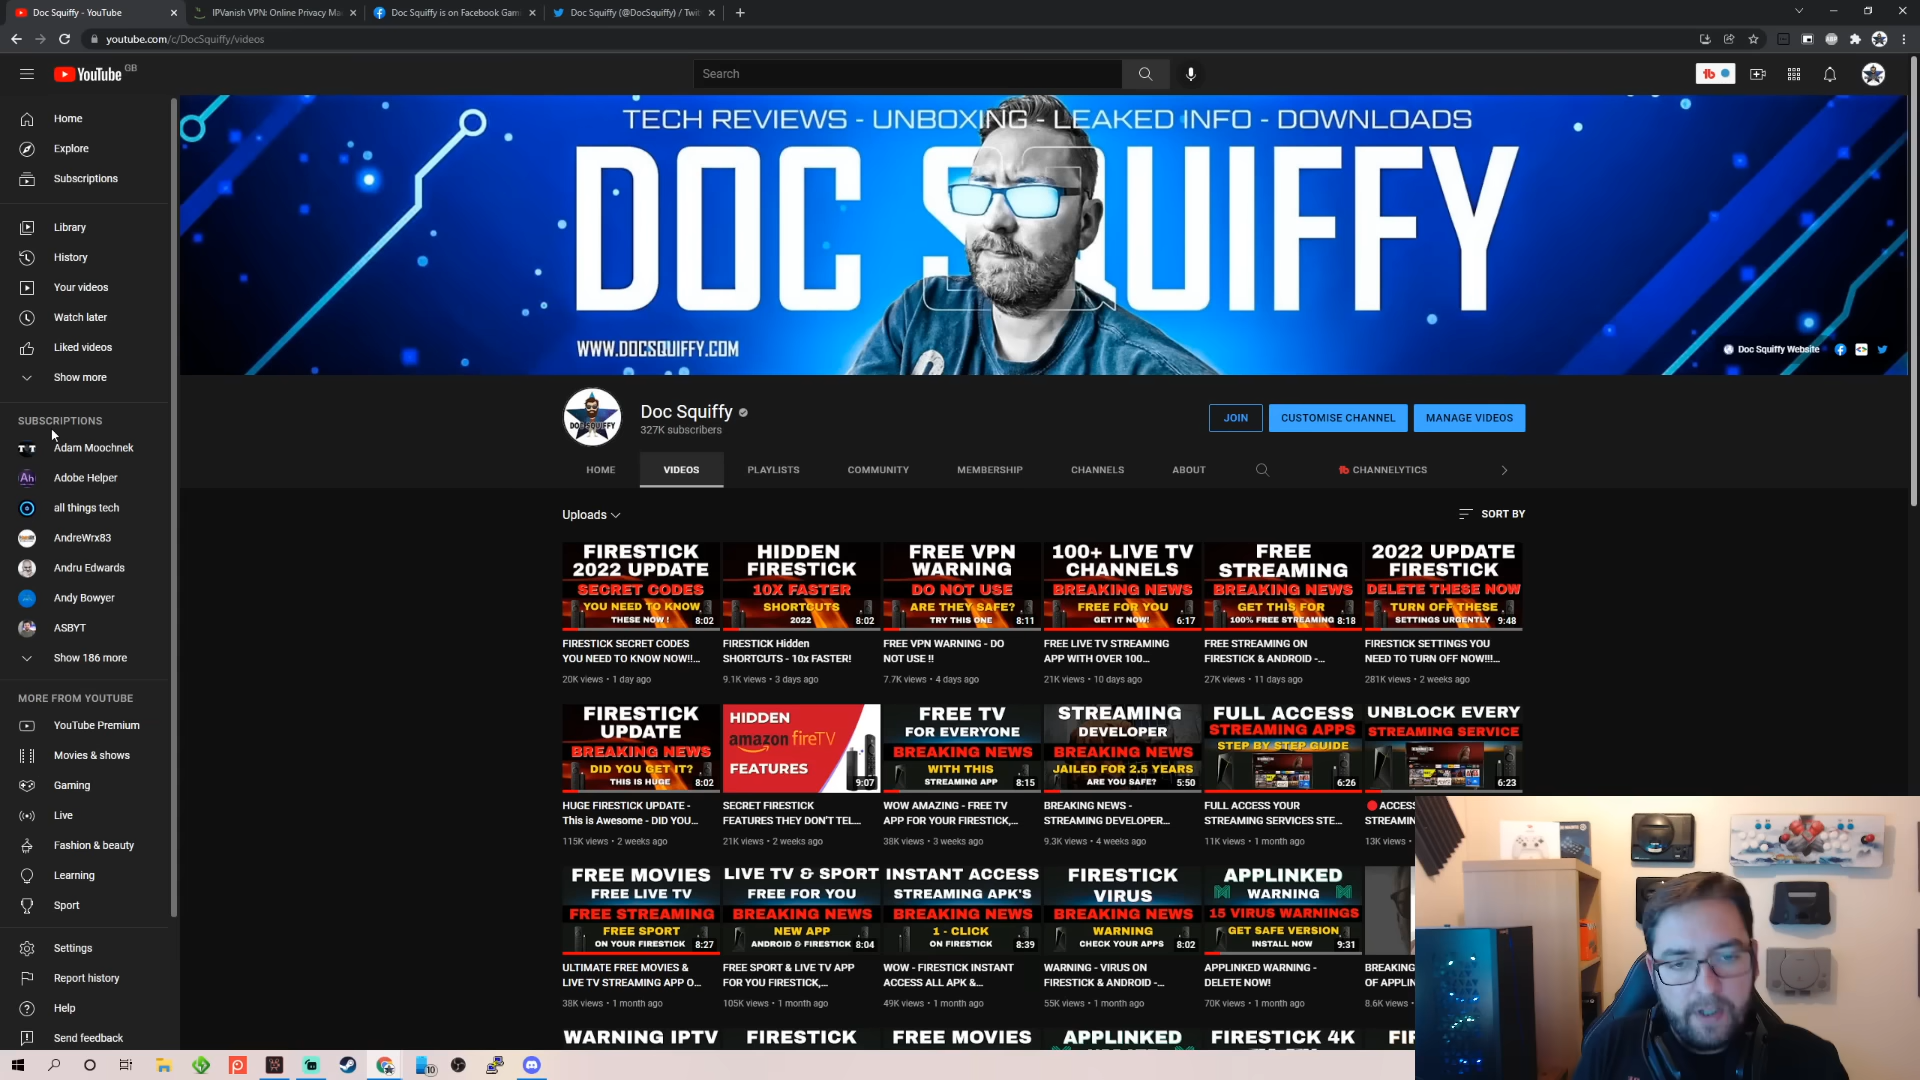 Doc Squiffy - YouTube
IPVanish VPN: Online Privacy Ma
Doc Squiffy is on Facebook Gam
Doc Squiffy (@DocSquiffy) / Twit
youtube.com/c/DocSquiffy/videos
YouTube GB
Search
Home
Explore
Subscriptions
Library
History
Your videos
Watch later
Liked videos
Show more
SUBSCRIPTIONS
Adam Moochnek
Adobe Helper
all things tech
AndreWrx83
Andru Edwards
Andy Bowyer
ASBYT
Show 186 more
MORE FROM YOUTUBE
YouTube Premium
Movies & shows
Gaming
Live
Fashion & beauty
Learning
Sport
Settings
Report history
Help
Send feedback
TECH REVIEWS - UNBOXING - LEAKED INFO - DOWNLOADS
DOC SQUIFFY
WWW.DOCSQUIFFY.COM
Doc Squiffy Website
DOC SQUIFFY
Doc Squiffy
327K subscribers
JOIN
CUSTOMISE CHANNEL
MANAGE VIDEOS
HOME
VIDEOS
PLAYLISTS
COMMUNITY
MEMBERSHIP
CHANNELS
ABOUT
CHANNELYTICS
Uploads
SORT BY
FIRESTICK
2022 UPDATE
SECRET CODES
YOU NEED TO KNOW
THESE NOW !
8:02
FIRESTICK SECRET CODES
YOU NEED TO KNOW NOW!!...
20K views • 1 day ago
HIDDEN
FIRESTICK
10X FASTER
SHORTCUTS
2022
8:02
FIRESTICK Hidden
SHORTCUTS - 10x FASTER!
9.1K views • 3 days ago
FREE VPN
WARNING
DO NOT USE
ARE THEY SAFE?
TRY THIS ONE
8:11
FREE VPN WARNING - DO
NOT USE !!
7.7K views • 4 days ago
100+ LIVE TV
CHANNELS
BREAKING NEWS
FREE FOR YOU
GET IT NOW!
6:17
FREE LIVE TV STREAMING
APP WITH OVER 100...
21K views • 10 days ago
FREE
STREAMING
BREAKING NEWS
GET THIS FOR
100% FREE STREAMING
8:18
FREE STREAMING ON
FIRESTICK & ANDROID -...
27K views • 11 days ago
2022 UPDATE
FIRESTICK
DELETE THESE NOW
TURN OFF THESE
SETTINGS URGENTLY
9:48
FIRESTICK SETTINGS YOU
NEED TO TURN OFF NOW!!!...
281K views • 2 weeks ago
FIRESTICK
UPDATE
BREAKING NEWS
DID YOU GET IT?
THIS IS HUGE
8:02
HUGE FIRESTICK UPDATE -
This is Awesome - DID YOU...
115K views • 2 weeks ago
HIDDEN
amazon fireTV
FEATURES
9:07
SECRET FIRESTICK
FEATURES THEY DON'T TEL...
21K views • 2 weeks ago
FREE TV
FOR EVERYONE
BREAKING NEWS
WITH THIS
STREAMING APP
8:15
WOW AMAZING - FREE TV
APP FOR YOUR FIRESTICK,...
38K views • 3 weeks ago
STREAMING
DEVELOPER
BREAKING NEWS
JAILED FOR 2.5 YEARS
ARE YOU SAFE?
5:50
BREAKING NEWS -
STREAMING DEVELOPER...
9.3K views • 4 weeks ago
FULL ACCESS
STREAMING APPS
STEP BY STEP GUIDE
6:26
FULL ACCESS YOUR
STREAMING SERVICES STE...
11K views • 1 month ago
UNBLOCK EVERY
STREAMING SERVICE
6:23
ACCESS
STREAMIN
13K view
FREE MOVIES
FREE LIVE TV
FREE STREAMING
FREE SPORT
ON YOUR FIRESTICK
8:27
ULTIMATE FREE MOVIES &
LIVE TV STREAMING APP O...
38K views • 1 month ago
LIVE TV & SPORT
FREE FOR YOU
BREAKING NEWS
NEW APP
ANDROID & FIRESTICK
8:04
FREE SPORT & LIVE TV APP
FOR YOU FIRESTICK,...
105K views • 1 month ago
INSTANT ACCESS
STREAMING APK'S
BREAKING NEWS
1 - CLICK
ON FIRESTICK
8:39
WOW - FIRESTICK INSTANT
ACCESS ALL APK &...
49K views • 1 month ago
FIRESTICK
VIRUS
BREAKING NEWS
WARNING
CHECK YOUR APPS
8:02
WARNING - VIRUS ON
FIRESTICK & ANDROID -...
55K views • 1 month ago
APPLINKED
WARNING
15 VIRUS WARNINGS
GET SAFE VERSION
INSTALL NOW
9:31
APPLINKED WARNING -
DELETE NOW!
70K views • 1 month ago
BREAKING
OF APPLIN
8.6K views
WARNING IPTV
FIRESTICK
FREE MOVIES
APPLINKED
FIRESTICK 4K
FI
10